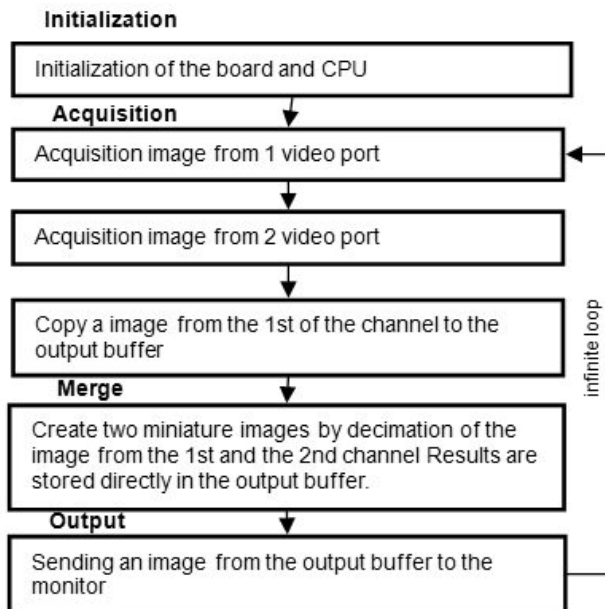 Initialization
Initialization of the board and CPU
Acquisition
Acquisition image from 1 video port
Acquisition image from 2 video port
Copy a image from the 1st of the channel to the
output buffer
infinite loop
Merge
Create two miniature images by decimation of the
image from the 1st and the 2nd channel Results are
stored directly in the output buffer.
Output
Sending an image from the output buffer to the
monitor